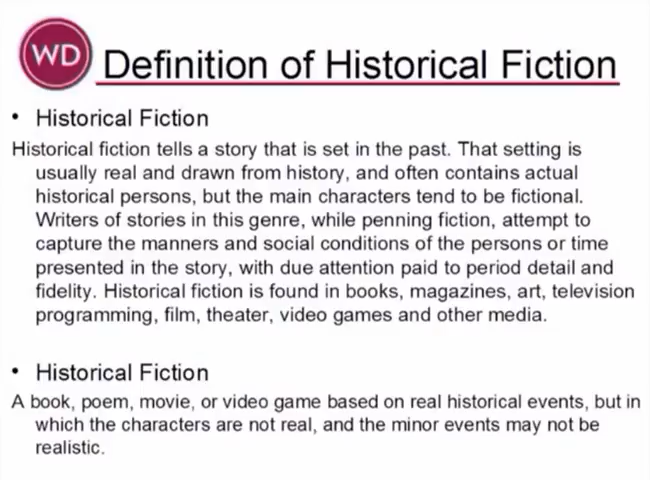 WD
Definition of Historical Fiction
• Historical Fiction
Historical fiction tells a story that is set in the past. That setting is
usually real and drawn from history, and often contains actual
historical persons, but the main characters tend to be fictional.
Writers of stories in this genre, while penning fiction, attempt to
capture the manners and social conditions of the persons or time
presented in the story, with due attention paid to period detail and
fidelity. Historical fiction is found in books, magazines, art, television
programming, film, theater, video games and other media.
• Historical Fiction
A book, poem, movie, or video game based on real historical events, but in
which the characters are not real, and the minor events may not be
realistic.